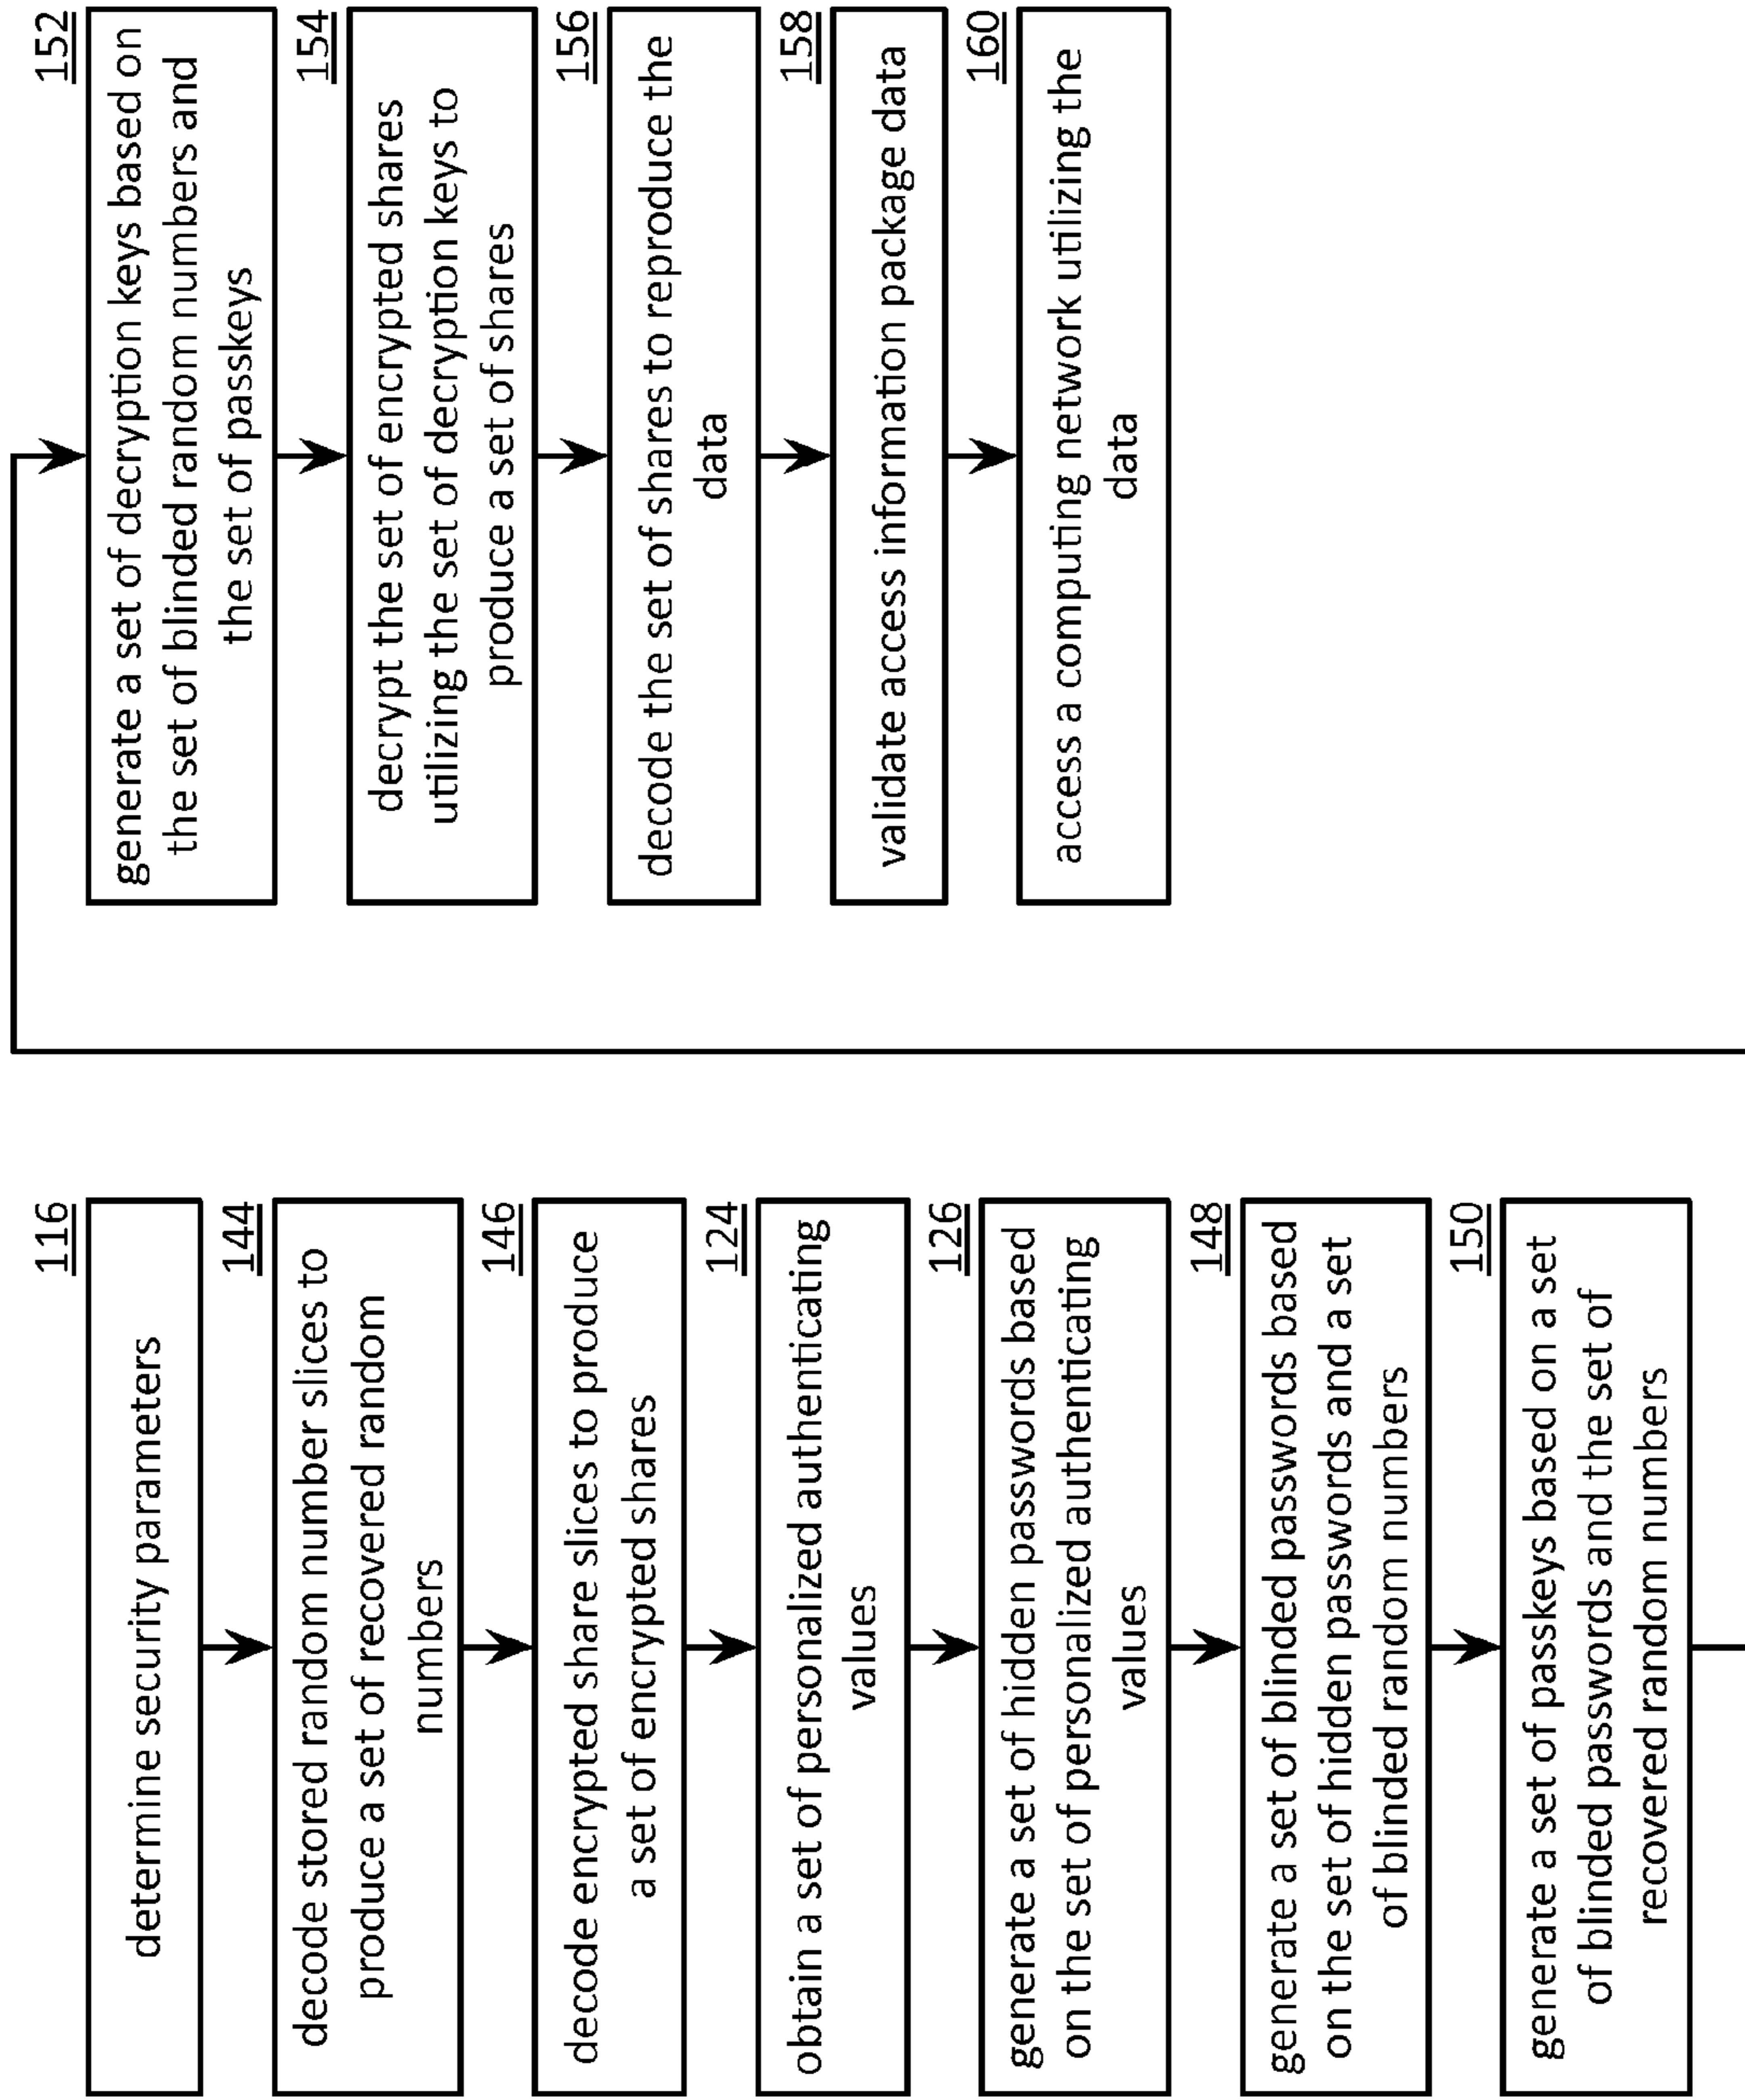 116
determine security parameters
144
decode stored random number slices to
produce a set of recovered random
numbers
146
decode encrypted share slices to produce
a set of encrypted shares
124
obtain a set of personalized authenticating
values
126
generate a set of hidden passwords based
on the set of personalized authenticating
values
148
generate a set of blinded passwords based
on the set of hidden passwords and a set
of blinded random numbers
150
generate a set of passkeys based on a set
of blinded passwords and the set of
recovered random numbers
152
generate a set of decryption keys based on
the set of blinded random numbers and
the set of passkeys
154
decrypt the set of encrypted shares
utilizing the set of decryption keys to
produce a set of shares
156
decode the set of shares to reproduce the
data
158
validate access information package data
160
access a computing network utilizing the
data